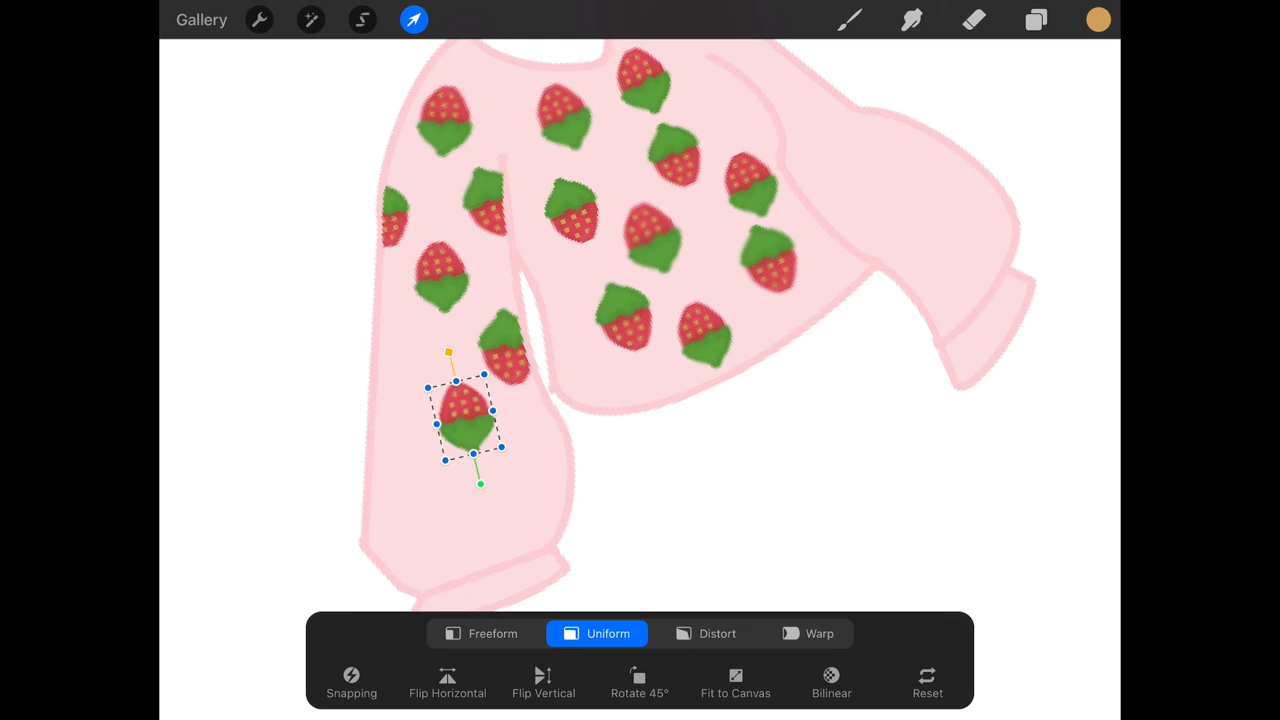 Gallery
Freeform Uniform Distort Warp
Snapping Flip Horizontal Flip Vertical Rotate 45° Fit to Canvas Bilinear Reset